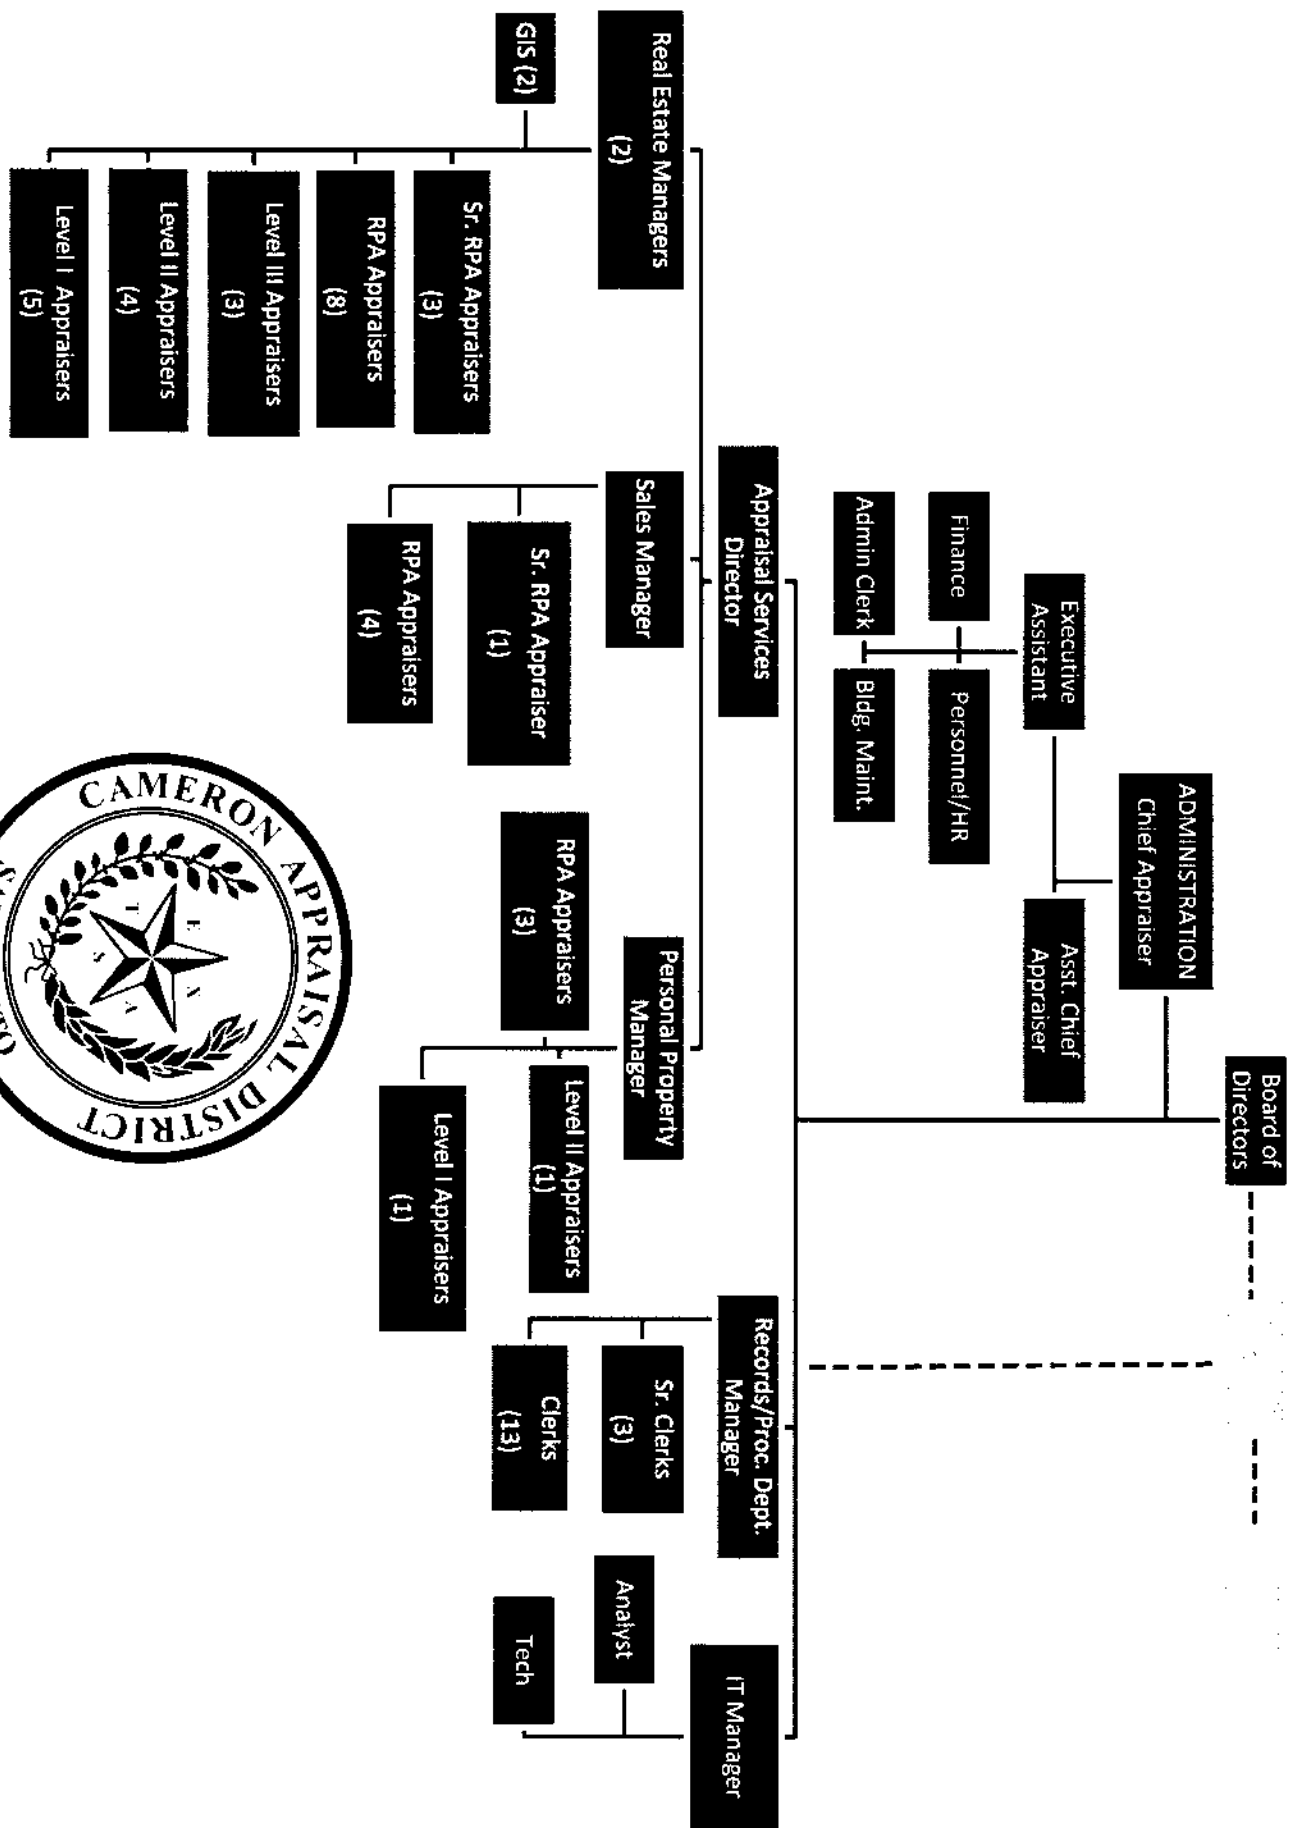 Board of
Directors
ADMINISTRATION
Chief Appraiser
Executive
Assistant
Asst. Chief
Appraiser
Finance
Personnel/HR
Admin Clerk
Bldg. Maint.
Appraisal Services
Director
Records/Proc. Dept.
Manager
IT Manager
Real Estate Managers
(2)
Sales Manager
Personal Property
Manager
Sr. Clerks
(3)
Analyst
GIS (2)
Clerks
(13)
Tech
Sr. RPA Appraisers
(3)
RPA Appraisers
(8)
Level III Appraisers
(3)
Level II Appraisers
(4)
Level I Appraisers
(5)
Sr. RPA Appraiser
(1)
RPA Appraisers
(4)
RPA Appraisers
(3)
Level II Appraisers
(1)
Level I Appraisers
(1)
CAMERON APPRAISAL DISTRICT
TEXAS